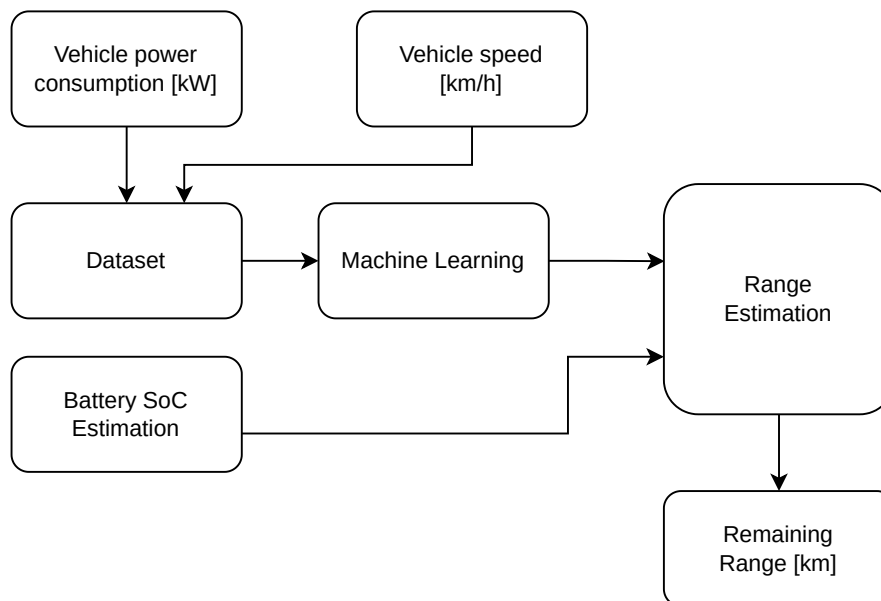 Vehicle power
consumption [kW]
Vehicle speed
[km/h]
Dataset
Machine Learning
Range
Estimation
Battery SoC
Estimation
Remaining
Range [km]